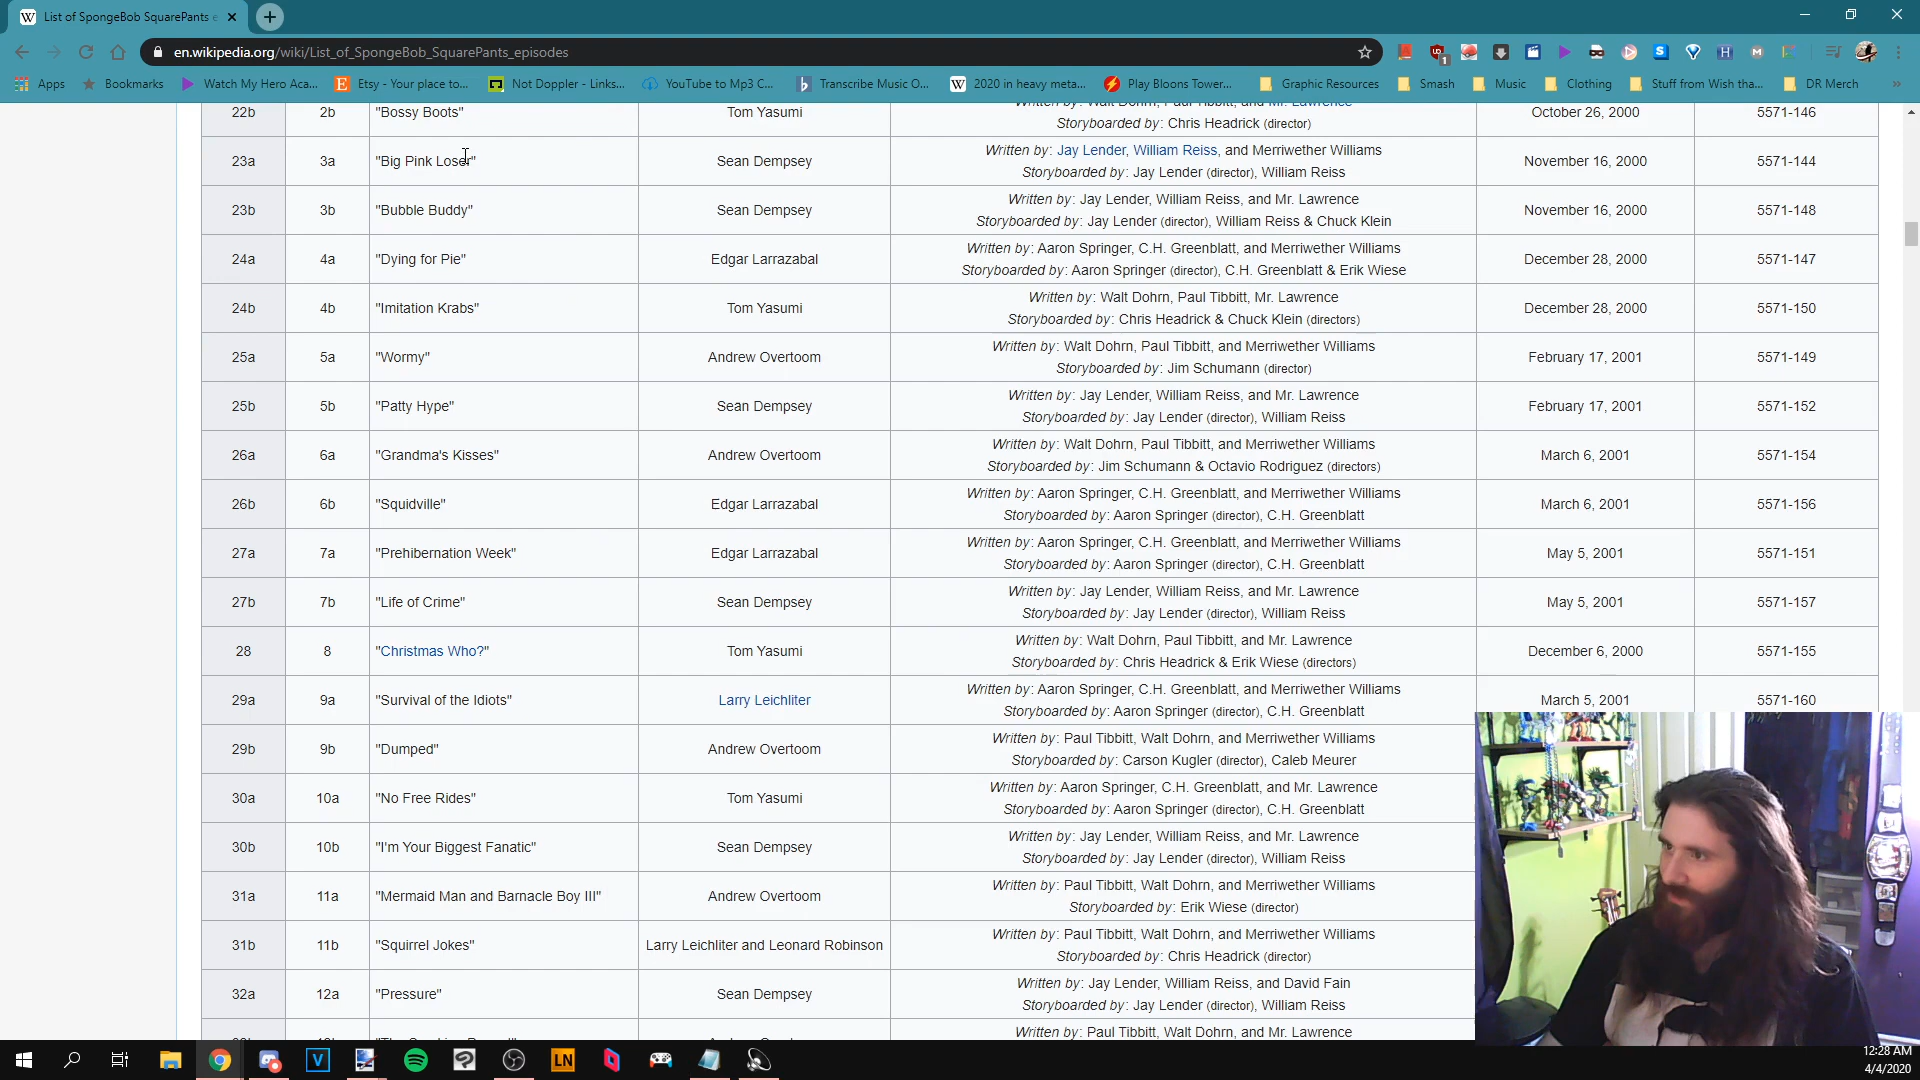 List of SpongeBob SquarePants e
en.wikipedia.org/wiki/List_of_SpongeBob_SquarePants_episodes
Apps Bookmarks Watch My Hero Aca... Etsy - Your place to... Not Doppler - Links... YouTube to Mp3 C... Transcribe Music O... 2020 in heavy meta... Play Bloons Tower... Graphic Resources Smash Music Clothing Stuff from Wish tha... DR Merch
Written by: Walt Dohrn, Paul Tibbitt, and Mr. Lawrence
22b 2b "Bossy Boots" Tom Yasumi October 26, 2000 5571-146
Storyboarded by: Chris Headrick (director)
Written by: Jay Lender, William Reiss, and Merriwether Williams
23a 3a "Big Pink Loser" Sean Dempsey November 16, 2000 5571-144
Storyboarded by: Jay Lender (director), William Reiss
Written by: Jay Lender, William Reiss, and Mr. Lawrence
23b 3b "Bubble Buddy" Sean Dempsey November 16, 2000 5571-148
Storyboarded by: Jay Lender (director), William Reiss & Chuck Klein
Written by: Aaron Springer, C.H. Greenblatt, and Merriwether Williams
24a 4a "Dying for Pie" Edgar Larrazabal December 28, 2000 5571-147
Storyboarded by: Aaron Springer (director), C.H. Greenblatt & Erik Wiese
Written by: Walt Dohrn, Paul Tibbitt, Mr. Lawrence
24b 4b "Imitation Krabs" Tom Yasumi December 28, 2000 5571-150
Storyboarded by: Chris Headrick & Chuck Klein (directors)
Written by: Walt Dohrn, Paul Tibbitt, and Merriwether Williams
25a 5a "Wormy" Andrew Overtoom February 17, 2001 5571-149
Storyboarded by: Jim Schumann (director)
Written by: Jay Lender, William Reiss, and Mr. Lawrence
25b 5b "Patty Hype" Sean Dempsey February 17, 2001 5571-152
Storyboarded by: Jay Lender (director), William Reiss
Written by: Walt Dohrn, Paul Tibbitt, and Merriwether Williams
26a 6a "Grandma's Kisses" Andrew Overtoom March 6, 2001 5571-154
Storyboarded by: Jim Schumann & Octavio Rodriguez (directors)
Written by: Aaron Springer, C.H. Greenblatt, and Merriwether Williams
26b 6b "Squidville" Edgar Larrazabal March 6, 2001 5571-156
Storyboarded by: Aaron Springer (director), C.H. Greenblatt
Written by: Aaron Springer, C.H. Greenblatt, and Merriwether Williams
27a 7a "Prehibernation Week" Edgar Larrazabal May 5, 2001 5571-151
Storyboarded by: Aaron Springer (director), C.H. Greenblatt
Written by: Jay Lender, William Reiss, and Mr. Lawrence
27b 7b "Life of Crime" Sean Dempsey May 5, 2001 5571-157
Storyboarded by: Jay Lender (director), William Reiss
Written by: Walt Dohrn, Paul Tibbitt, and Mr. Lawrence
28 8 "Christmas Who?" Tom Yasumi December 6, 2000 5571-155
Storyboarded by: Chris Headrick & Erik Wiese (directors)
Written by: Aaron Springer, C.H. Greenblatt, and Merriwether Williams
29a 9a "Survival of the Idiots" Larry Leichliter March 5, 2001 5571-160
Storyboarded by: Aaron Springer (director), C.H. Greenblatt
Written by: Paul Tibbitt, Walt Dohrn, and Merriwether Williams
29b 9b "Dumped" Andrew Overtoom
Storyboarded by: Carson Kugler (director), Caleb Meurer
Written by: Aaron Springer, C.H. Greenblatt, and Mr. Lawrence
30a 10a "No Free Rides" Tom Yasumi
Storyboarded by: Aaron Springer (director), C.H. Greenblatt
Written by: Jay Lender, William Reiss, and Mr. Lawrence
30b 10b "I'm Your Biggest Fanatic" Sean Dempsey
Storyboarded by: Jay Lender (director), William Reiss
Written by: Paul Tibbitt, Walt Dohrn, and Merriwether Williams
31a 11a "Mermaid Man and Barnacle Boy III" Andrew Overtoom
Storyboarded by: Erik Wiese (director)
Written by: Paul Tibbitt, Walt Dohrn, and Merriwether Williams
31b 11b "Squirrel Jokes" Larry Leichliter and Leonard Robinson
Storyboarded by: Chris Headrick (director)
Written by: Jay Lender, William Reiss, and David Fain
32a 12a "Pressure" Sean Dempsey
Storyboarded by: Jay Lender (director), William Reiss
Written by: Paul Tibbitt, Walt Dohrn, and Mr. Lawrence
12:28 AM
4/4/2020